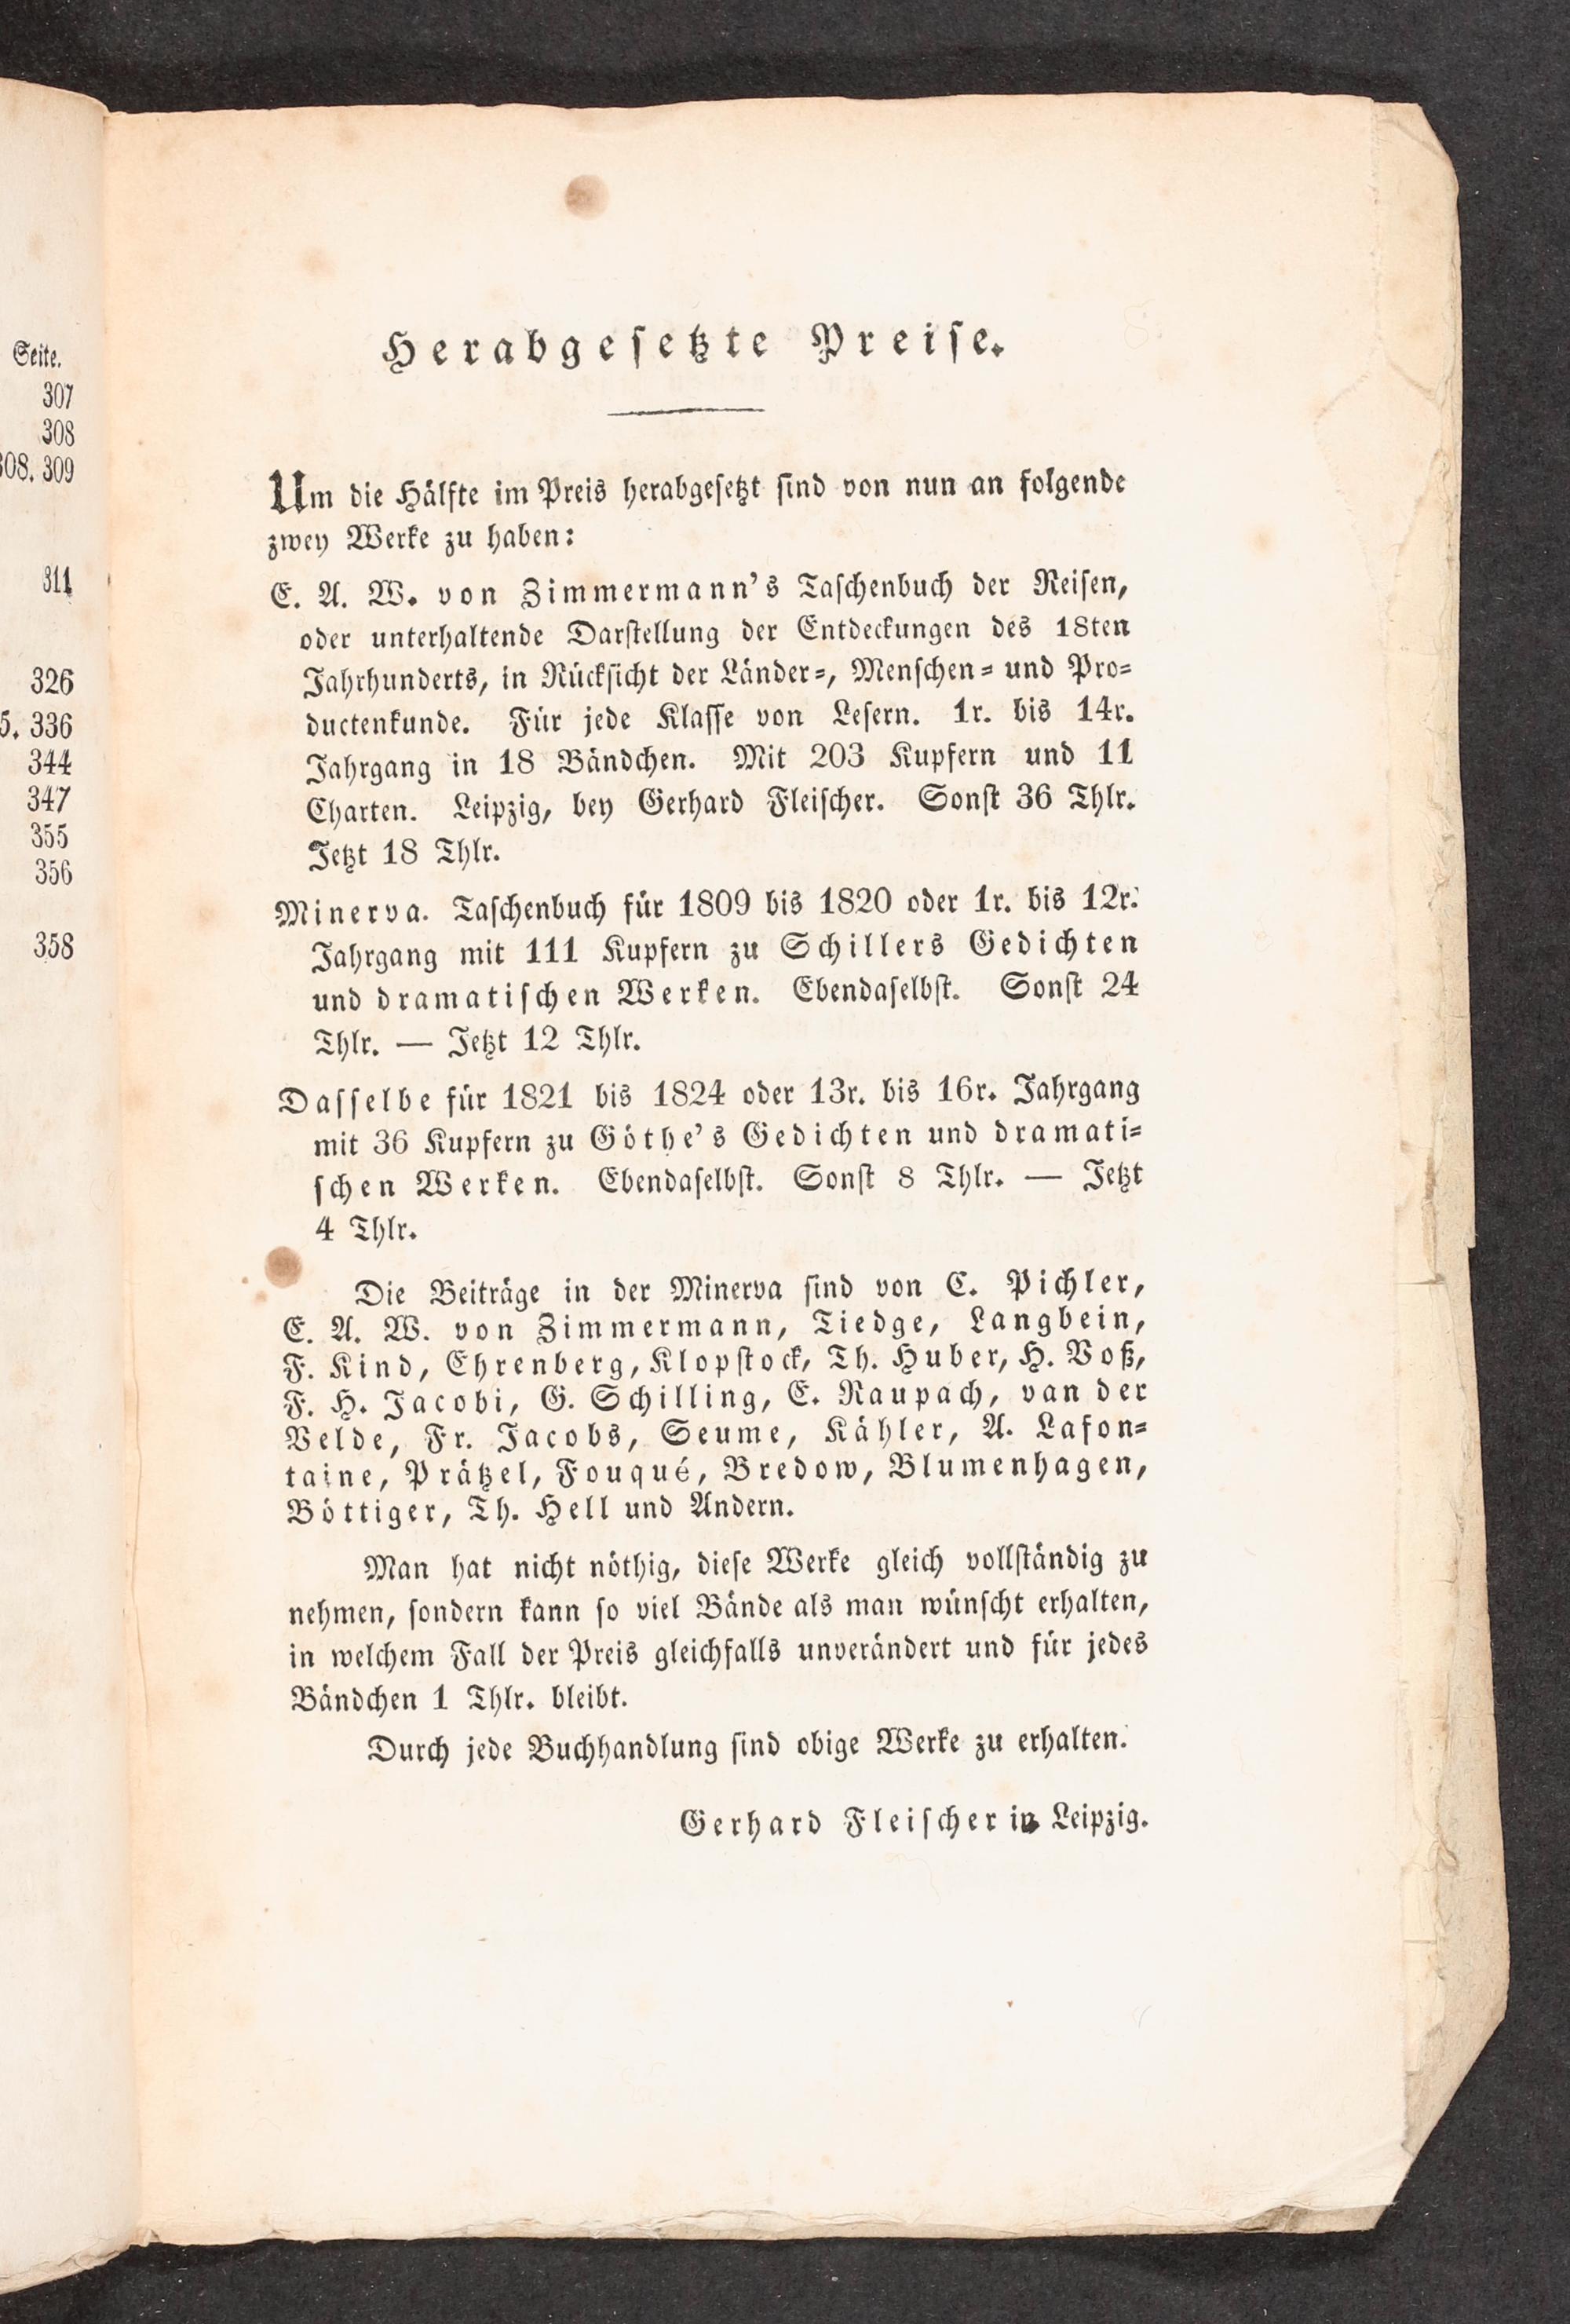 Seite.
307
308
308. 309
311
326
5. 336
344
347
355
356
358
Herabgesetzte Preise.
Um die Hälfte im Preis herabgesetzt sind von nun an folgende
zwey Werke zu haben:
E. A. W. von Zimmermann's Taschenbuch der Reisen,
oder unterhaltende Darstellung der Entdeckungen des 18ten
Jahrhunderts, in Rücksicht der Länder-, Menschen- und Pro-
ductenkunde. Für jede Klasse von Lesern. 1r. bis 14r.
Jahrgang in 18 Bändchen. Mit 203 Kupfern und 11
Charten. Leipzig, bey Gerhard Fleischer. Sonst 36 Thlr.
Jetzt 18 Thlr.
Minerva. Taschenbuch für 1809 bis 1820 oder 1r. bis 12r.
Jahrgang mit 111 Kupfern zu Schillers Gedichten
und dramatischen Werken. Ebendaselbst. Sonst 24
Thlr. — Jetzt 12 Thlr.
Dasselbe für 1821 bis 1824 oder 13r. bis 16r. Jahrgang
mit 36 Kupfern zu Göthe's Gedichten und dramati-
schen Werken. Ebendaselbst. Sonst 8 Thlr. — Jetzt
4 Thlr.
Die Beiträge in der Minerva sind von C. Pichler,
E. A. W. von Zimmermann, Tiedge, Langbein,
F. Kind, Ehrenberg, Klopstock, Th. Huber, H. Voß,
F. H. Jacobi, G. Schilling, E. Raupach, van der
Velde, Fr. Jacobs, Seume, Kähler, A. Lafon-
taine, Prätzel, Fouqué, Bredow, Blumenhagen,
Böttiger, Th. Hell und Andern.
Man hat nicht nöthig, diese Werke gleich vollständig zu
nehmen, sondern kann so viel Bände als man wünscht erhalten,
in welchem Fall der Preis gleichfalls unverändert und für jedes
Bändchen 1 Thlr. bleibt.
Durch jede Buchhandlung sind obige Werke zu erhalten.
Gerhard Fleischer in Leipzig.